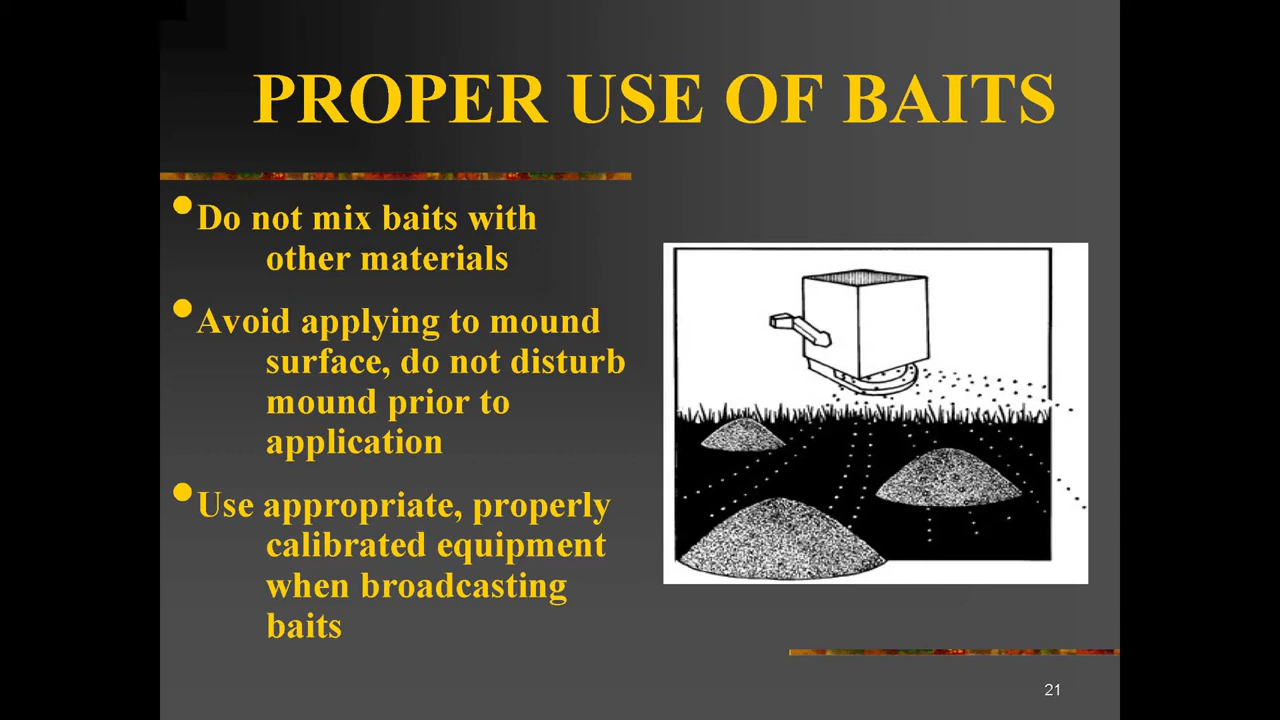 PROPER USE OF BAITS
•Do not mix baits with
other materials
•Avoid applying to mound
surface, do not disturb
mound prior to
application
•Use appropriate, properly
calibrated equipment
when broadcasting
baits
21